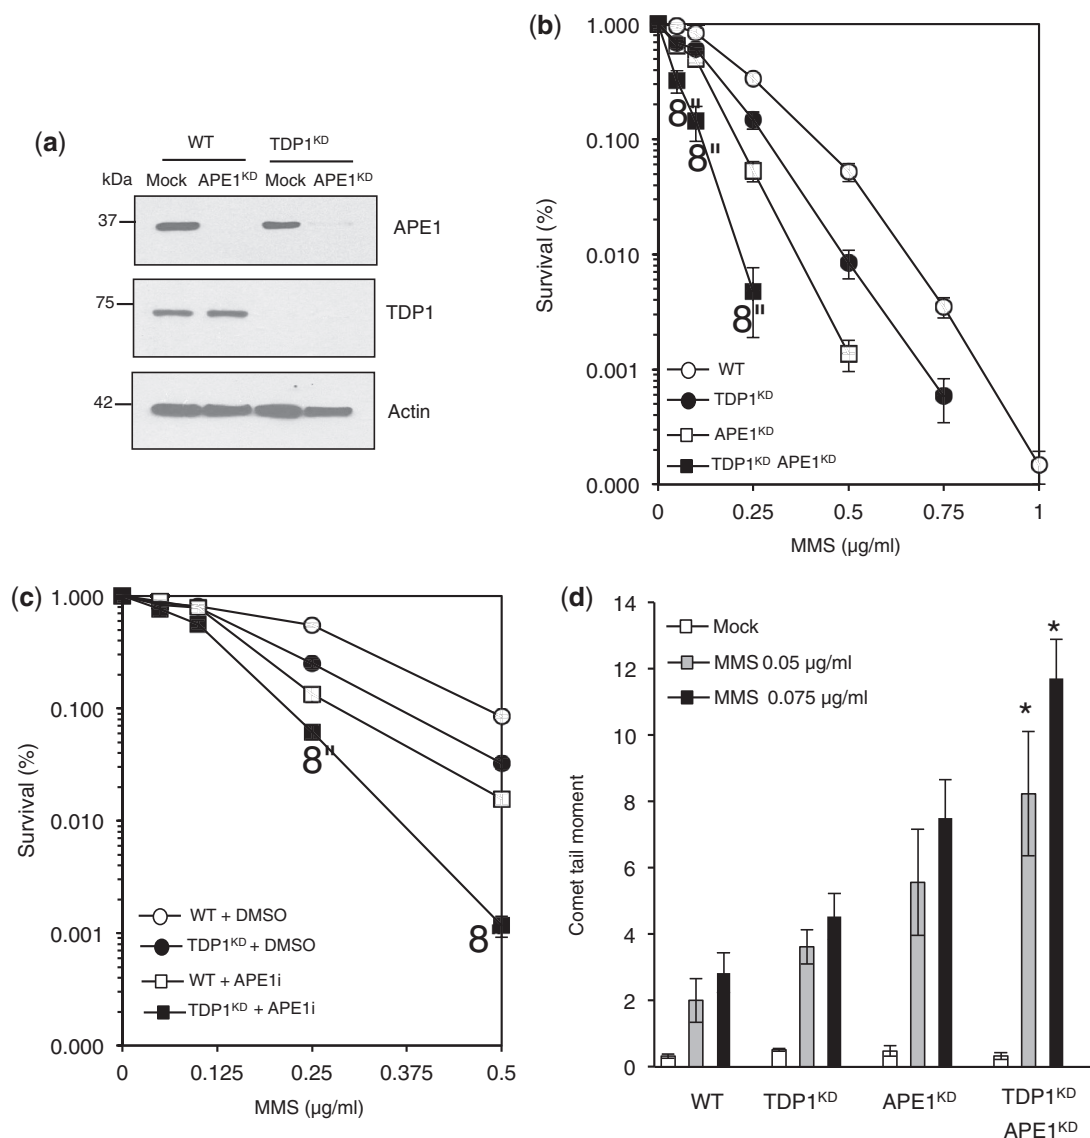 (a)
WT TDP1KD
kDa Mock APE1KD Mock APE1KD
37 APE1
75 TDP1
42 Actin
(b)
1.000
0.100
0.010
0.001
0.000
Survival (%)
8"
8"
8"
WT
TDP1KD
APE1KD
TDP1KD APE1KD
0 0.25 0.5 0.75 1
MMS (µg/ml)
(c)
1.000
0.100
0.010
0.001
0.000
Survival (%)
8"
8
WT + DMSO
TDP1KD + DMSO
WT + APE1i
TDP1KD + APE1i
0 0.125 0.25 0.375 0.5
MMS (µg/ml)
(d)
14
12
10
8
6
4
2
0
Comet tail moment
Mock
MMS 0.05 µg/ml
MMS 0.075 µg/ml
*
*
WT TDP1KD APE1KD TDP1KD
APE1KD